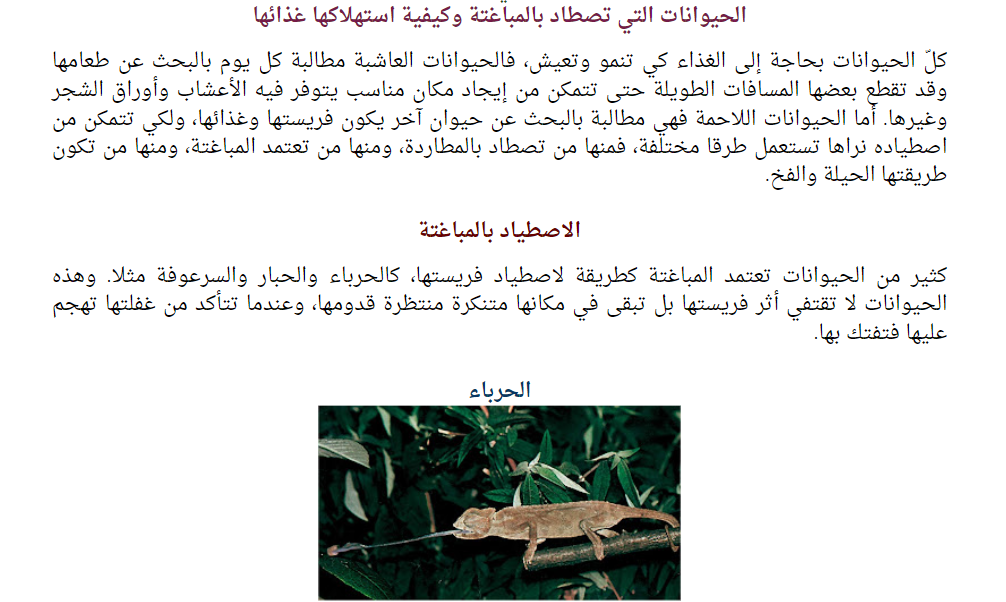 الحيوانات التي تصطاد بالمباغتة وكيفية استهلاكها غذائها
كلّ الحيوانات بحاجة إلى الغذاء كي تنمو وتعيش، فالحيوانات العاشبة مطالبة كل يوم بالبحث عن طعامها
وقد تقطع بعضها المسافات الطويلة حتى تتمكن من إيجاد مكان مناسب يتوفر فيه الأعشاب وأوراق الشجر
وغيرها. أما الحيوانات اللاحمة فهي مطالبة بالبحث عن حيوان آخر يكون فريستها وغذائها، ولكي تتمكن من
اصطياده نراها تستعمل طرقا مختلفة، فمنها من تصطاد بالمطاردة، ومنها من تعتمد المباغتة، ومنها من تكون
طريقتها الحيلة والفخ.
الاصطياد بالمباغتة
كثير من الحيوانات تعتمد المباغتة كطريقة لاصطياد فريستها، كالحرباء والحبار والسرعوفة مثلا. وهذه
الحيوانات لا تقتفي أثر فريستها بل تبقى في مكانها متنكرة منتظرة قدومها، وعندما تتأكد من غفلتها تهجم
عليها فتفتك بها.
الحرباء